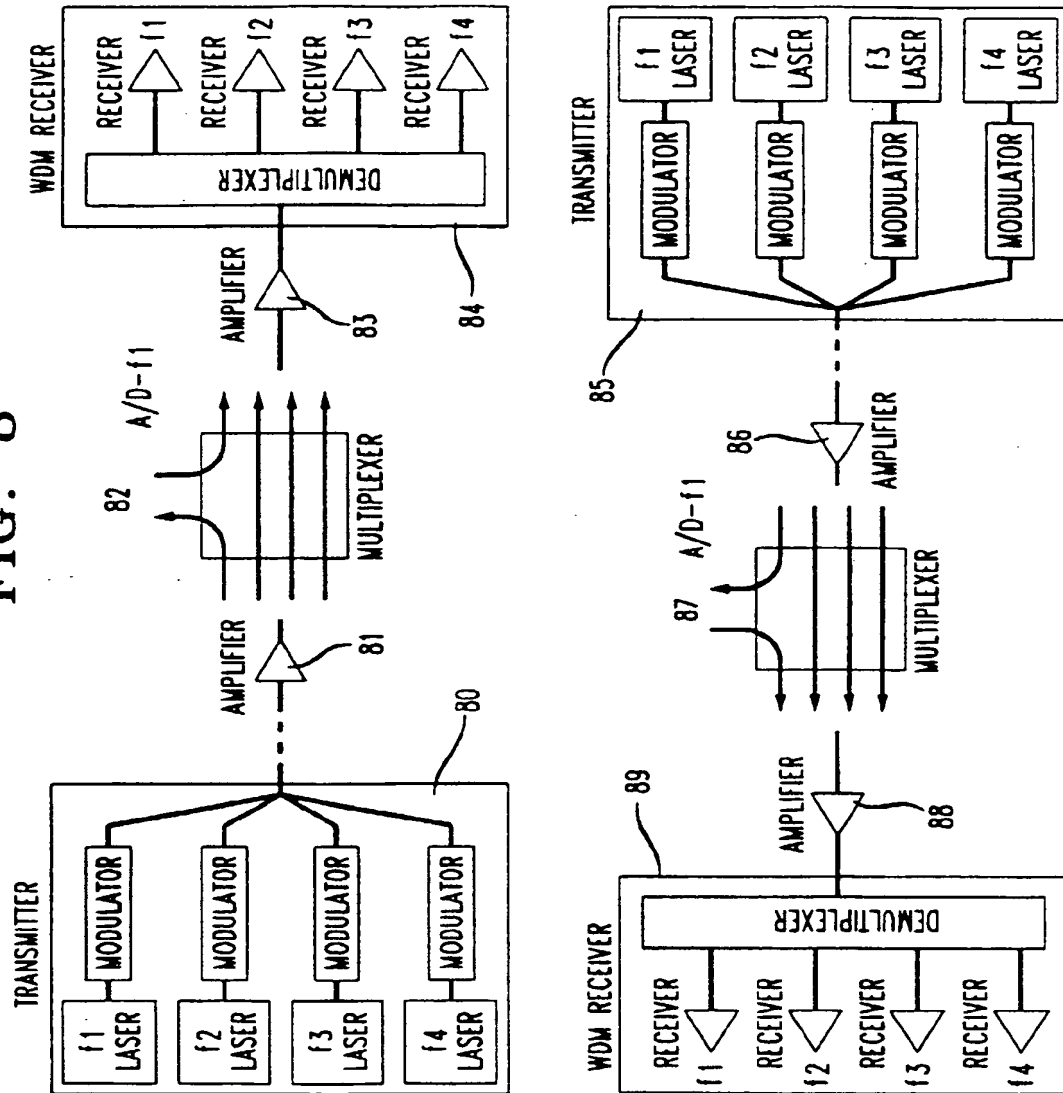 FIG. 8
TRANSMITTER
f1 LASER
MODULATOR
f2 LASER
MODULATOR
f3 LASER
MODULATOR
f4 LASER
MODULATOR
80
AMPLIFIER
81
82
A/D-f1
MULTIPLEXER
AMPLIFIER
83
WDM RECEIVER
DEMULTIPLEXER
RECEIVER
f1
RECEIVER
f2
RECEIVER
f3
RECEIVER
f4
84
WDM RECEIVER
89
RECEIVER
f1
RECEIVER
f2
RECEIVER
f3
RECEIVER
f4
DEMULTIPLEXER
AMPLIFIER
88
87
A/D-f1
MULTIPLEXER
86
AMPLIFIER
TRANSMITTER
85
MODULATOR
f1 LASER
MODULATOR
f2 LASER
MODULATOR
f3 LASER
MODULATOR
f4 LASER